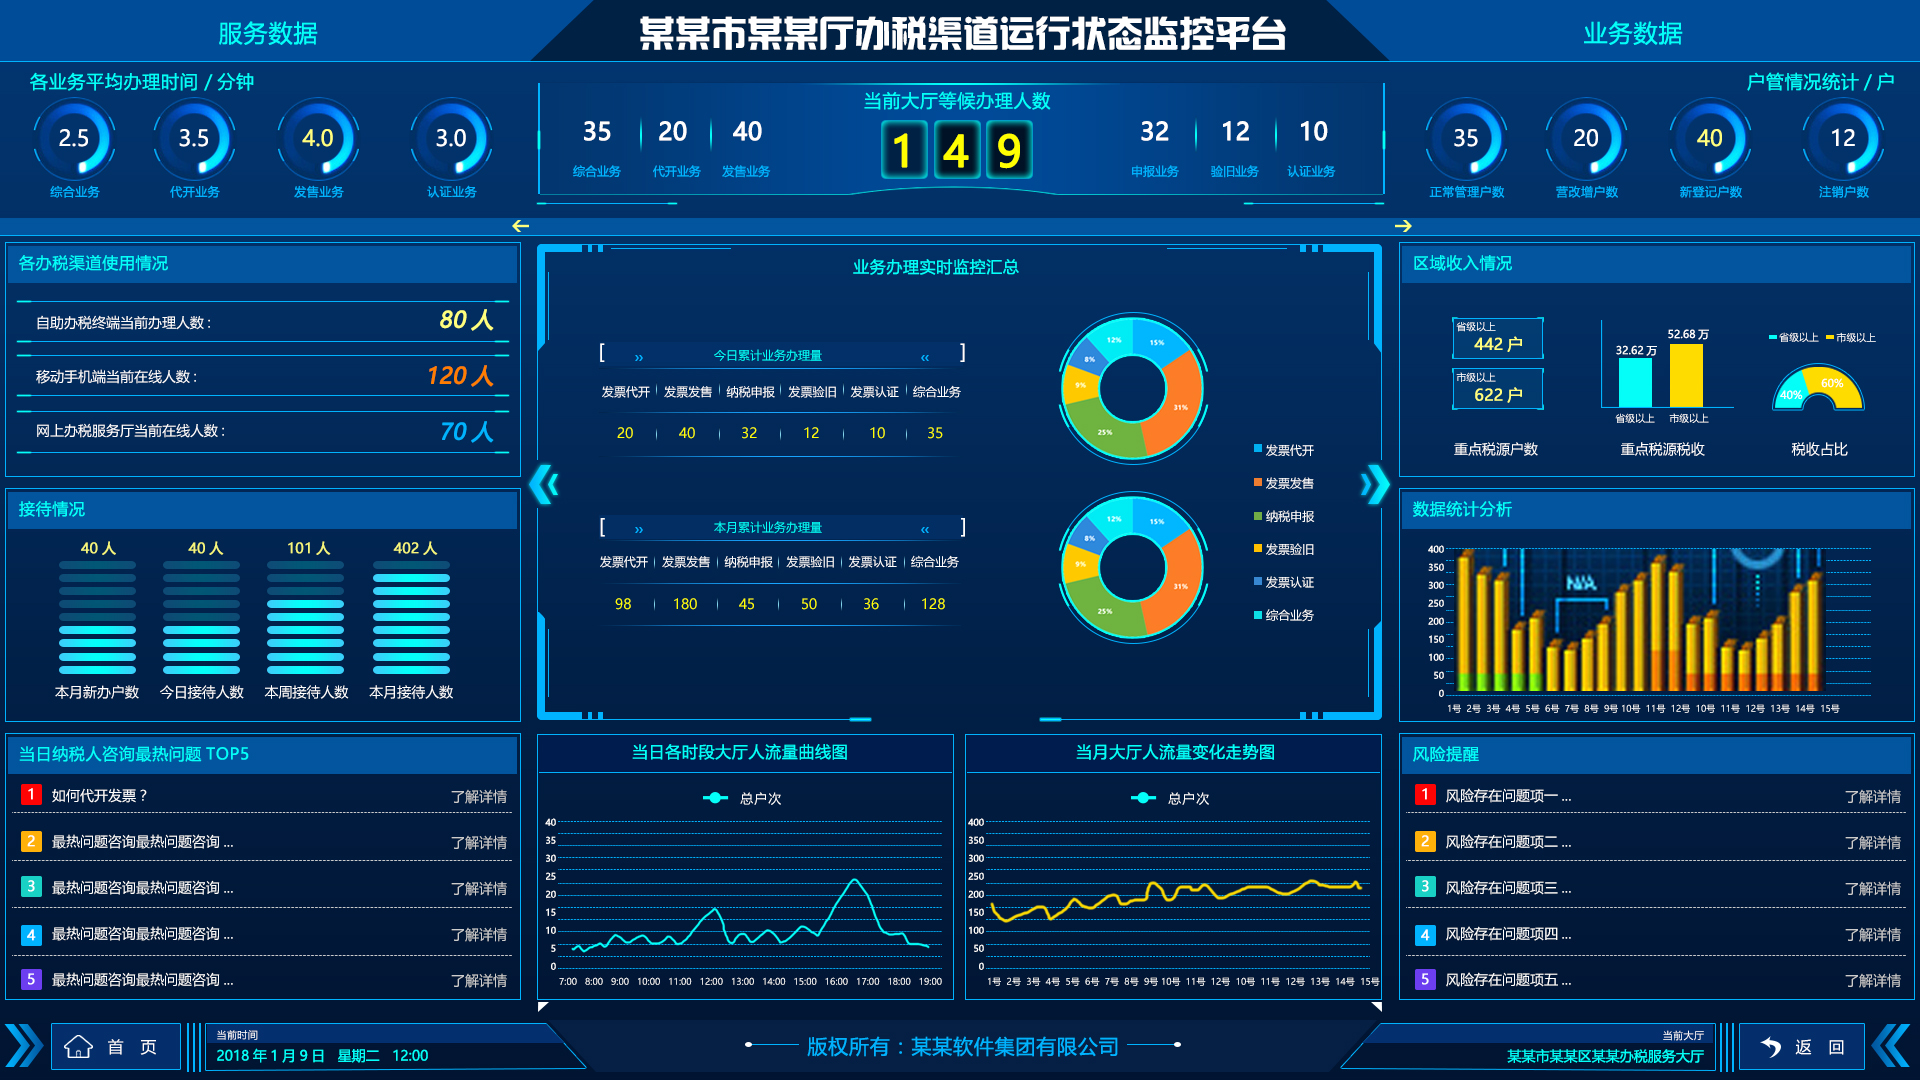 服务数据
某某市某某厅办税渠道运行状态监控平台
业务数据
各业务平均办理时间 / 分钟
2.5 3.5 4.0 3.0
综合业务 代开业务 发售业务 认证业务
当前大厅等候办理人数
35 20 40
综合业务 代开业务 发售业务
1 4 9
32 12 10
申报业务 验旧业务 认证业务
户管情况统计 / 户
35 20 40 12
正常管理户数 营改增户数 新登记户数 注销户数
各办税渠道使用情况
自助办税终端当前办理人数 : 80 人
移动手机端当前在线人数 : 120 人
网上办税服务厅当前在线人数 : 70 人
接待情况
40 人 40 人 101 人 402 人
本月新办户数 今日接待人数 本周接待人数 本月接待人数
当日纳税人咨询最热问题 TOP5
1 如何代开发票 ? 了解详情
2 最热问题咨询最热问题咨询 ... 了解详情
3 最热问题咨询最热问题咨询 ... 了解详情
4 最热问题咨询最热问题咨询 ... 了解详情
5 最热问题咨询最热问题咨询 ... 了解详情
业务办理实时监控汇总
[ » 今日累计业务办理量 « ]
发票代开 发票发售 纳税申报 发票验旧 发票认证 综合业务
20 40 32 12 10 35
[ » 本月累计业务办理量 « ]
发票代开 发票发售 纳税申报 发票验旧 发票认证 综合业务
98 180 45 50 36 128
12% 15% 8% 9% 31% 25%
12% 15% 8% 9% 31% 25%
发票代开
发票发售
纳税申报
发票验旧
发票认证
综合业务
当日各时段大厅人流量曲线图
总户次
40
35
30
25
20
15
10
5
0
7:00 8:00 9:00 10:00 11:00 12:00 13:00 14:00 15:00 16:00 17:00 18:00 19:00
当月大厅人流量变化走势图
总户次
400
350
300
250
200
150
100
50
0
1号 2号 3号 4号 5号 6号 7号 8号 9号 10号 11号 12号 10号 11号 12号 13号 14号 15号
区域收入情况
省级以上
442 户
市级以上
622 户
重点税源户数
32.62 万 52.68 万
省级以上 市级以上
重点税源税收
省级以上 市级以上
40% 60%
税收占比
数据统计分析
400
350
300
250
200
150
100
50
0
N/A
1号 2号 3号 4号 5号 6号 7号 8号 9号 10号 11号 12号 10号 11号 12号 13号 14号 15号
风险提醒
1 风险存在问题项一 ... 了解详情
2 风险存在问题项二 ... 了解详情
3 风险存在问题项三 ... 了解详情
4 风险存在问题项四 ... 了解详情
5 风险存在问题项五 ... 了解详情
首 页
当前时间
2018 年 1 月 9 日 星期二 12:00
版权所有 : 某某软件集团有限公司
当前大厅
某某市某某区某某办税服务大厅
返 回